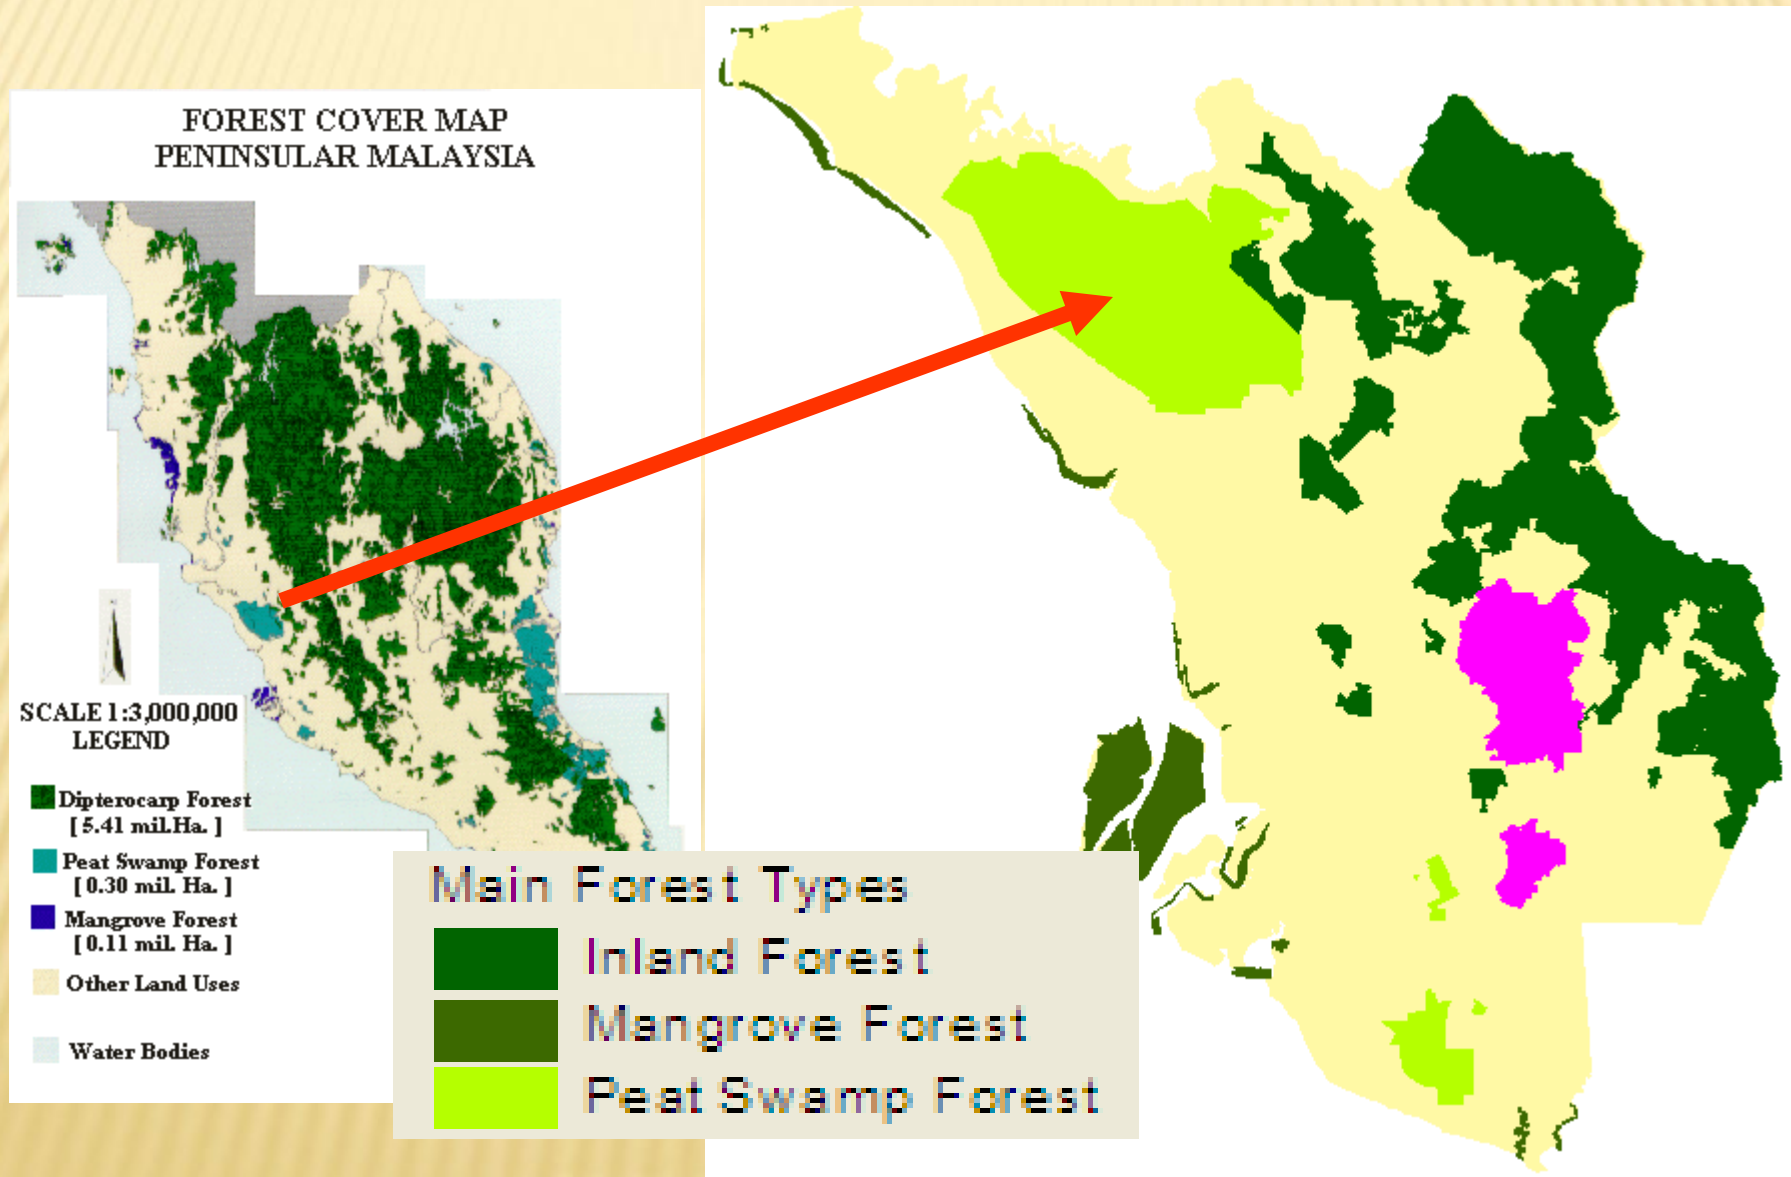 FOREST COVER MAP
PENINSULAR MALAYSIA
SCALE 1:3,000,000
LEGEND
Dipterocarp Forest
[ 5.41 mil.Ha. ]
Peat Swamp Forest
[ 0.30 mil. Ha. ]
Mangrove Forest
[ 0.11 mil. Ha. ]
Other Land Uses
Water Bodies
Main Forest Types
Inland Forest
Mangrove Forest
Peat Swamp Forest